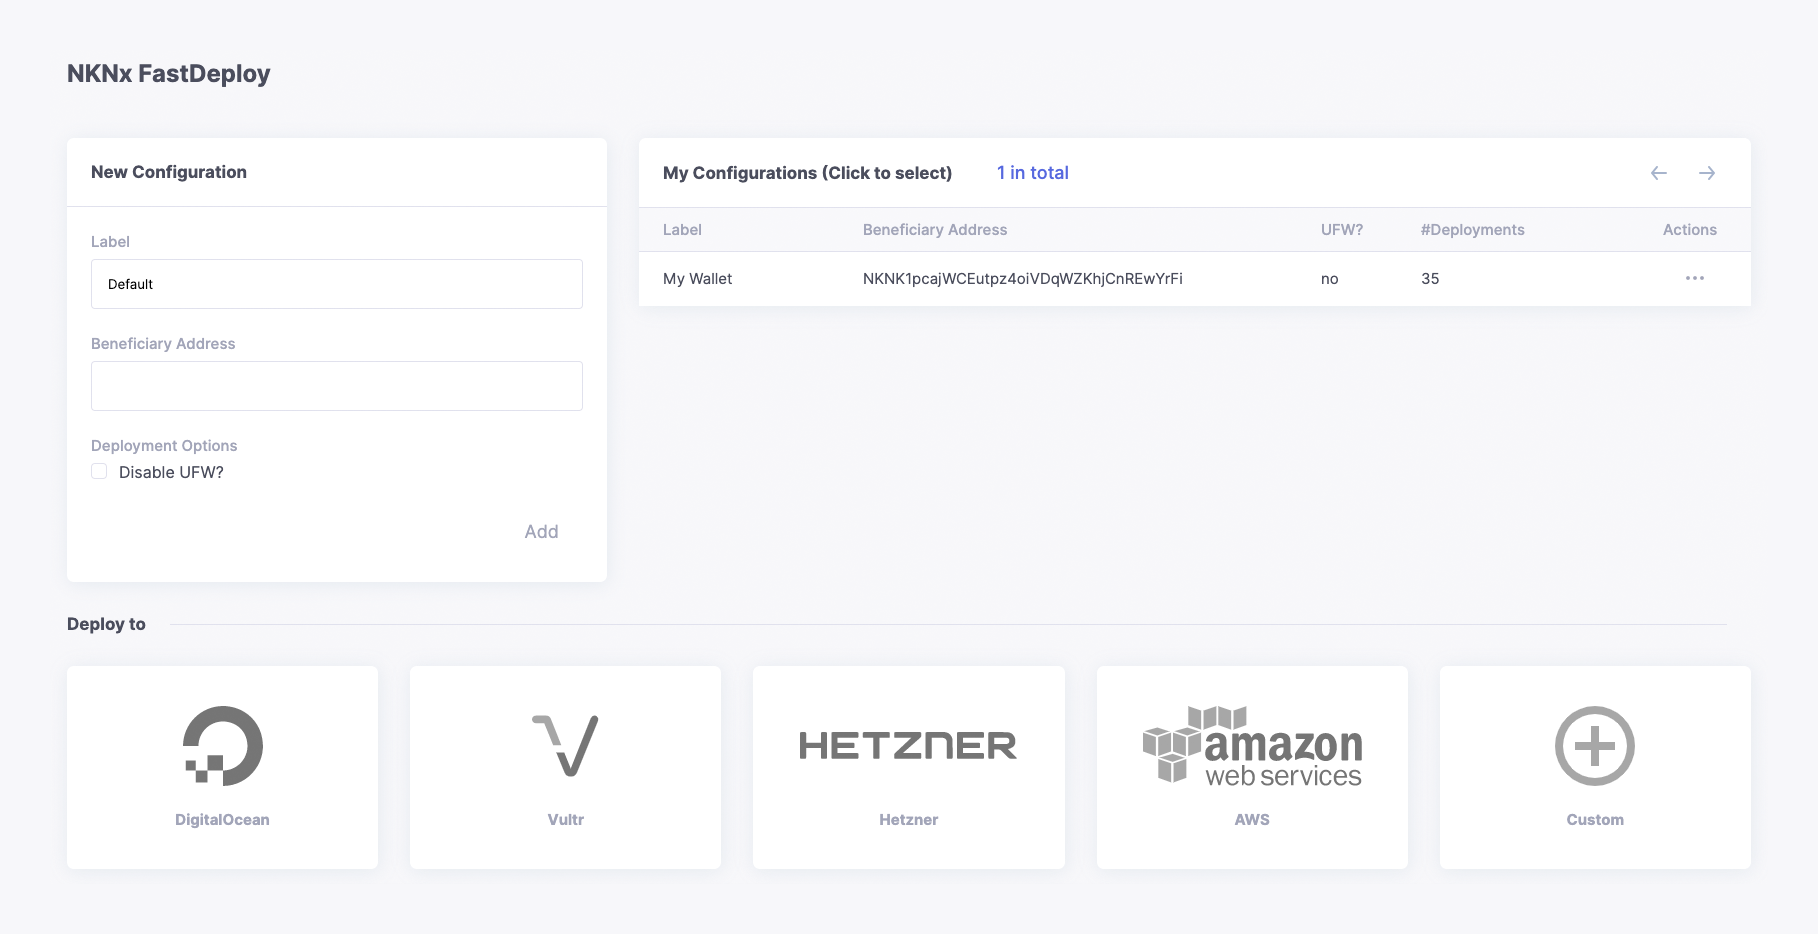 NKNx FastDeploy
New Configuration
Label
Default
Beneficiary Address
Deployment Options
Disable UFW?
Add
My Configurations (Click to select) 1 in total
Label Beneficiary Address UFW? #Deployments Actions
My Wallet NKNK1pcajWCEutpz4oiVDqWZKhjCnREwYrFi no 35
Deploy to
DigitalOcean
Vultr
HETZNER
Hetzner
amazon
web services
AWS
Custom